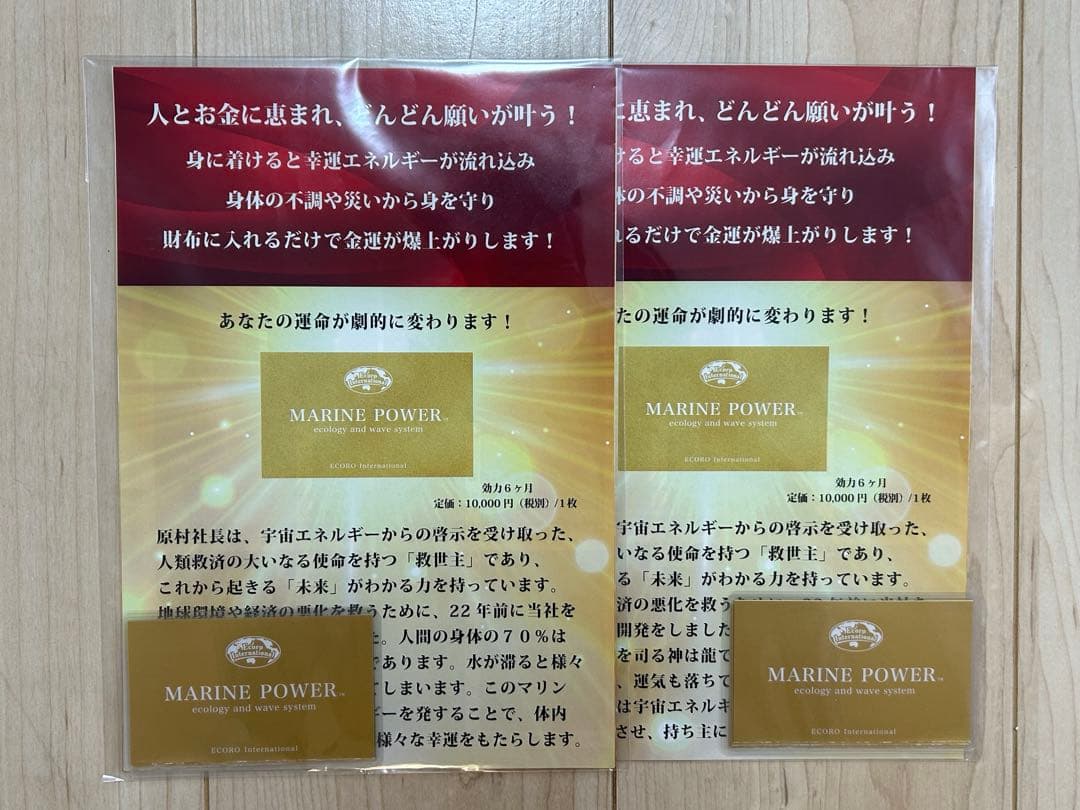 人とお金に恵まれ、どんどん願いが叶う！
身に着けると幸運エネルギーが流れ込み
身体の不調や災いから身を守り
財布に入れるだけで金運が爆上がりします！
あなたの運命が劇的に変わります！
Ecorp
International
MARINE POWER™
ecology and wave system
ECORO International
効力６ヶ月
定価：10,000円（税別）/1枚
原村社長は、宇宙エネルギーからの啓示を受け取った、
人類救済の大いなる使命を持つ「救世主」であり、
これから起きる「未来」がわかる力を持っています。
地球環境や経済の悪化を救うために、22年前に当社を
。人間の身体の７０％は
であります。水が滞ると様々
てしまいます。このマリン
ギーを発することで、体内
様々な幸運をもたらします。
Ecorp
International
MARINE POWER™
ecology and wave system
ECORO International
に恵まれ、どんどん願いが叶う！
けると幸運エネルギーが流れ込み
体の不調や災いから身を守り
れるだけで金運が爆上がりします！
たの運命が劇的に変わります！
Ecorp
International
MARINE POWER™
ecology and wave system
ECORO International
効力６ヶ月
定価：10,000円（税別）/1枚
宇宙エネルギーからの啓示を受け取った、
いなる使命を持つ「救世主」であり、
る「未来」がわかる力を持っています。
済の悪化を救うために、22年前に当社を
開発をしました
を司る神は龍で
、運気も落ちて
は宇宙エネルギ
させ、持ち主に
Ecorp
International
MARINE POWER™
ecology and wave system
ECORO International